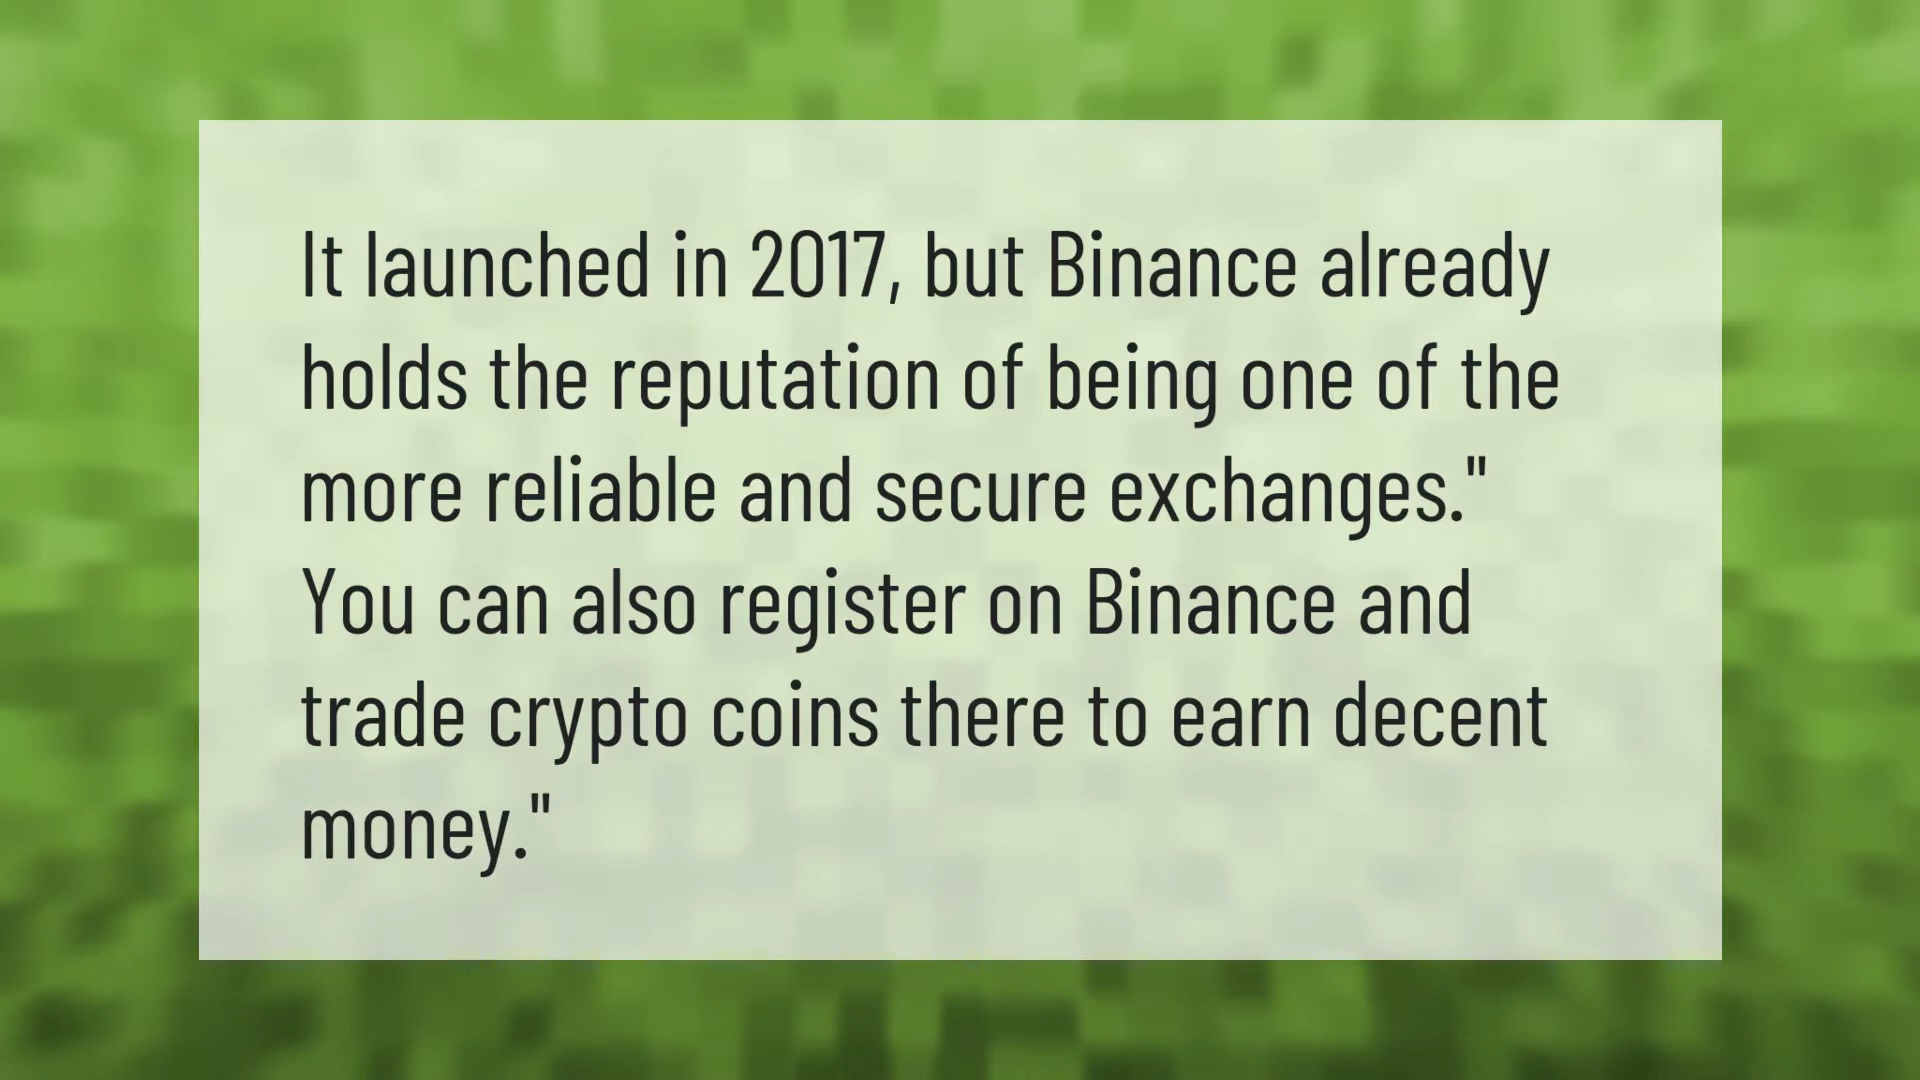 It launched in 2017, but Binance already
holds the reputation of being one of the
more reliable and secure exchanges."
You can also register on Binance and
trade crypto coins there to earn decent
money."